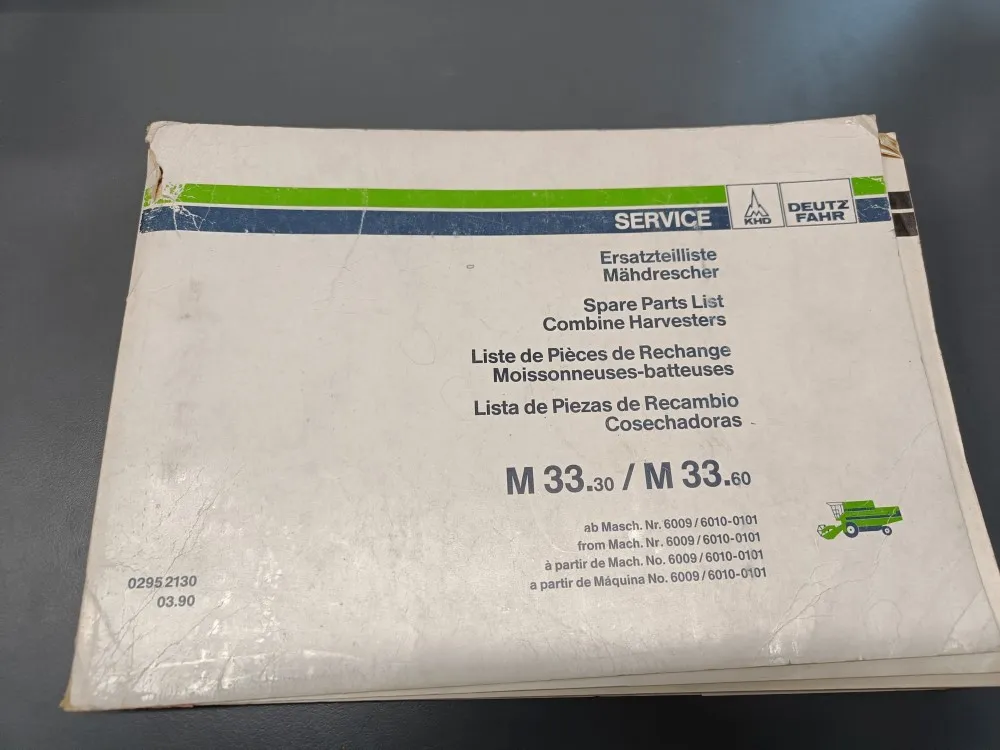 SERVICE
KHD
DEUTZ
FAHR
Ersatzteilliste
Mähdrescher
Spare Parts List
Combine Harvesters
Liste de Pièces de Rechange
Moissonneuses-batteuses
Lista de Piezas de Recambio
Cosechadoras
M 33.30 / M 33.60
ab Masch. Nr. 6009/6010-0101
from Mach. Nr. 6009/6010-0101
à partir de Mach. No. 6009/6010-0101
a partir de Máquina No. 6009/6010-0101
0295 2130
03.90